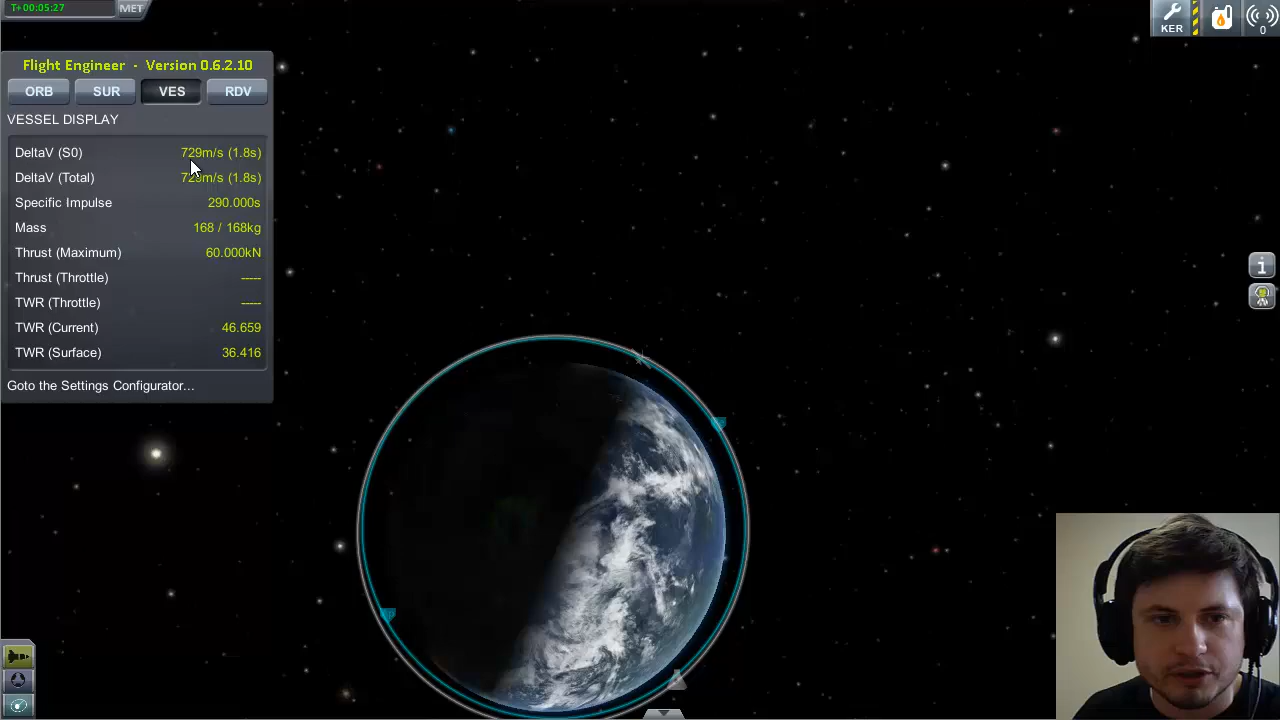 T+00:05:27 MET
KER
0
Flight Engineer - Version 0.6.2.10
ORB SUR VES RDV
VESSEL DISPLAY
DeltaV (S0) 729m/s (1.8s)
DeltaV (Total) 729m/s (1.8s)
Specific Impulse 290.000s
Mass 168 / 168kg
Thrust (Maximum) 60.000kN
Thrust (Throttle) -----
TWR (Throttle) -----
TWR (Current) 46.659
TWR (Surface) 36.416
Goto the Settings Configurator...